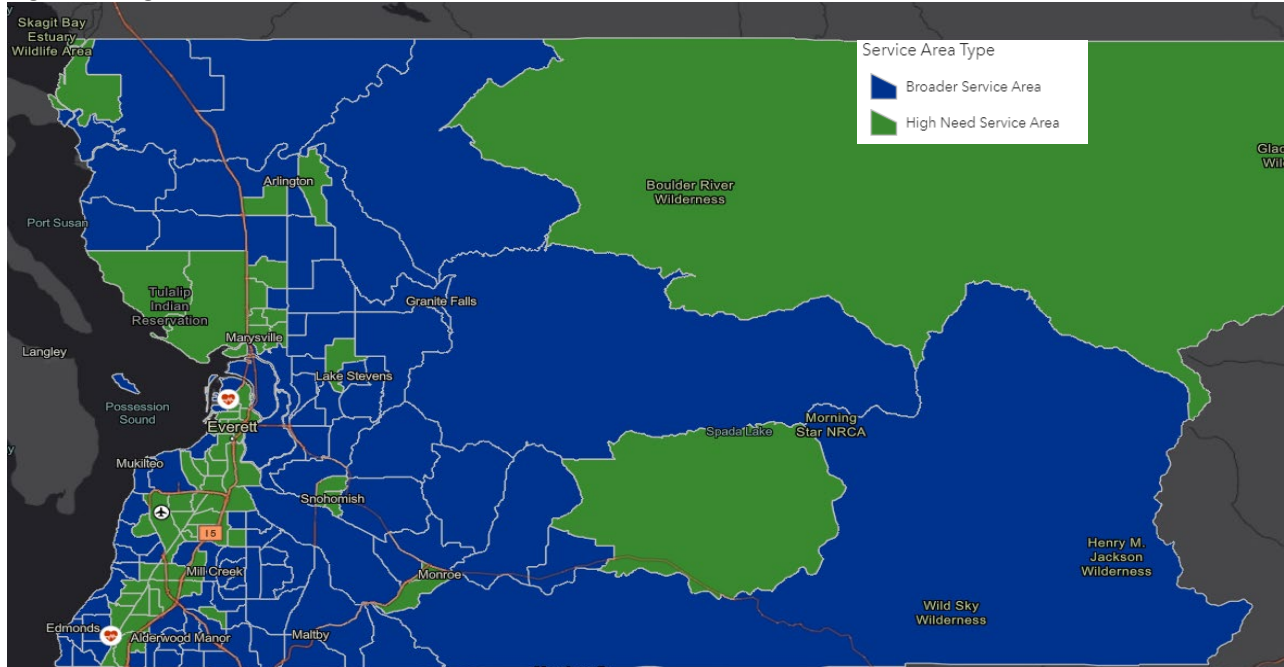 Skagit Bay
Estuary
Wildlife Area
Service Area Type
Broader Service Area
High Need Service Area
Boulder River
Wilderness
Arlington
Port Susan
Tulalip
Indian
Reservation
Granite Falls
Marysville
Langley
Lake Stevens
Possession
Sound
Everett
Morning
Star NRCA
Spada Lake
Mukilteo
Snohomish
I5
Mill Creek
Monroe
Henry M.
Jackson
Wilderness
Wild Sky
Wilderness
Edmonds
Alderwood Manor
Maltby